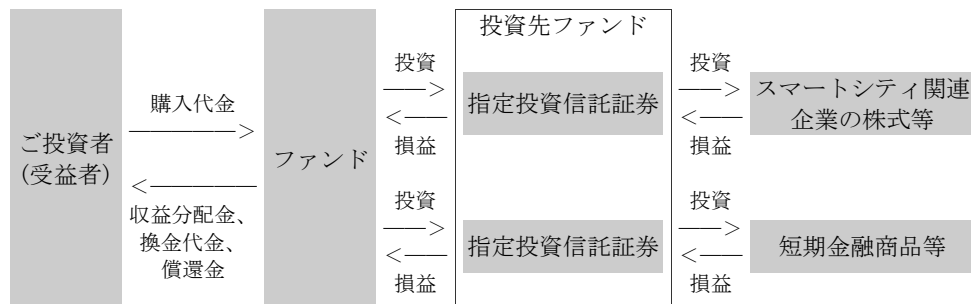 ご投資者
(受益者)
購入代金
収益分配金、
換金代金、
償還金
ファンド
投資
損益
投資
損益
投資先ファンド
指定投資信託証券
指定投資信託証券
投資
損益
投資
損益
スマートシティ関連
企業の株式等
短期金融商品等